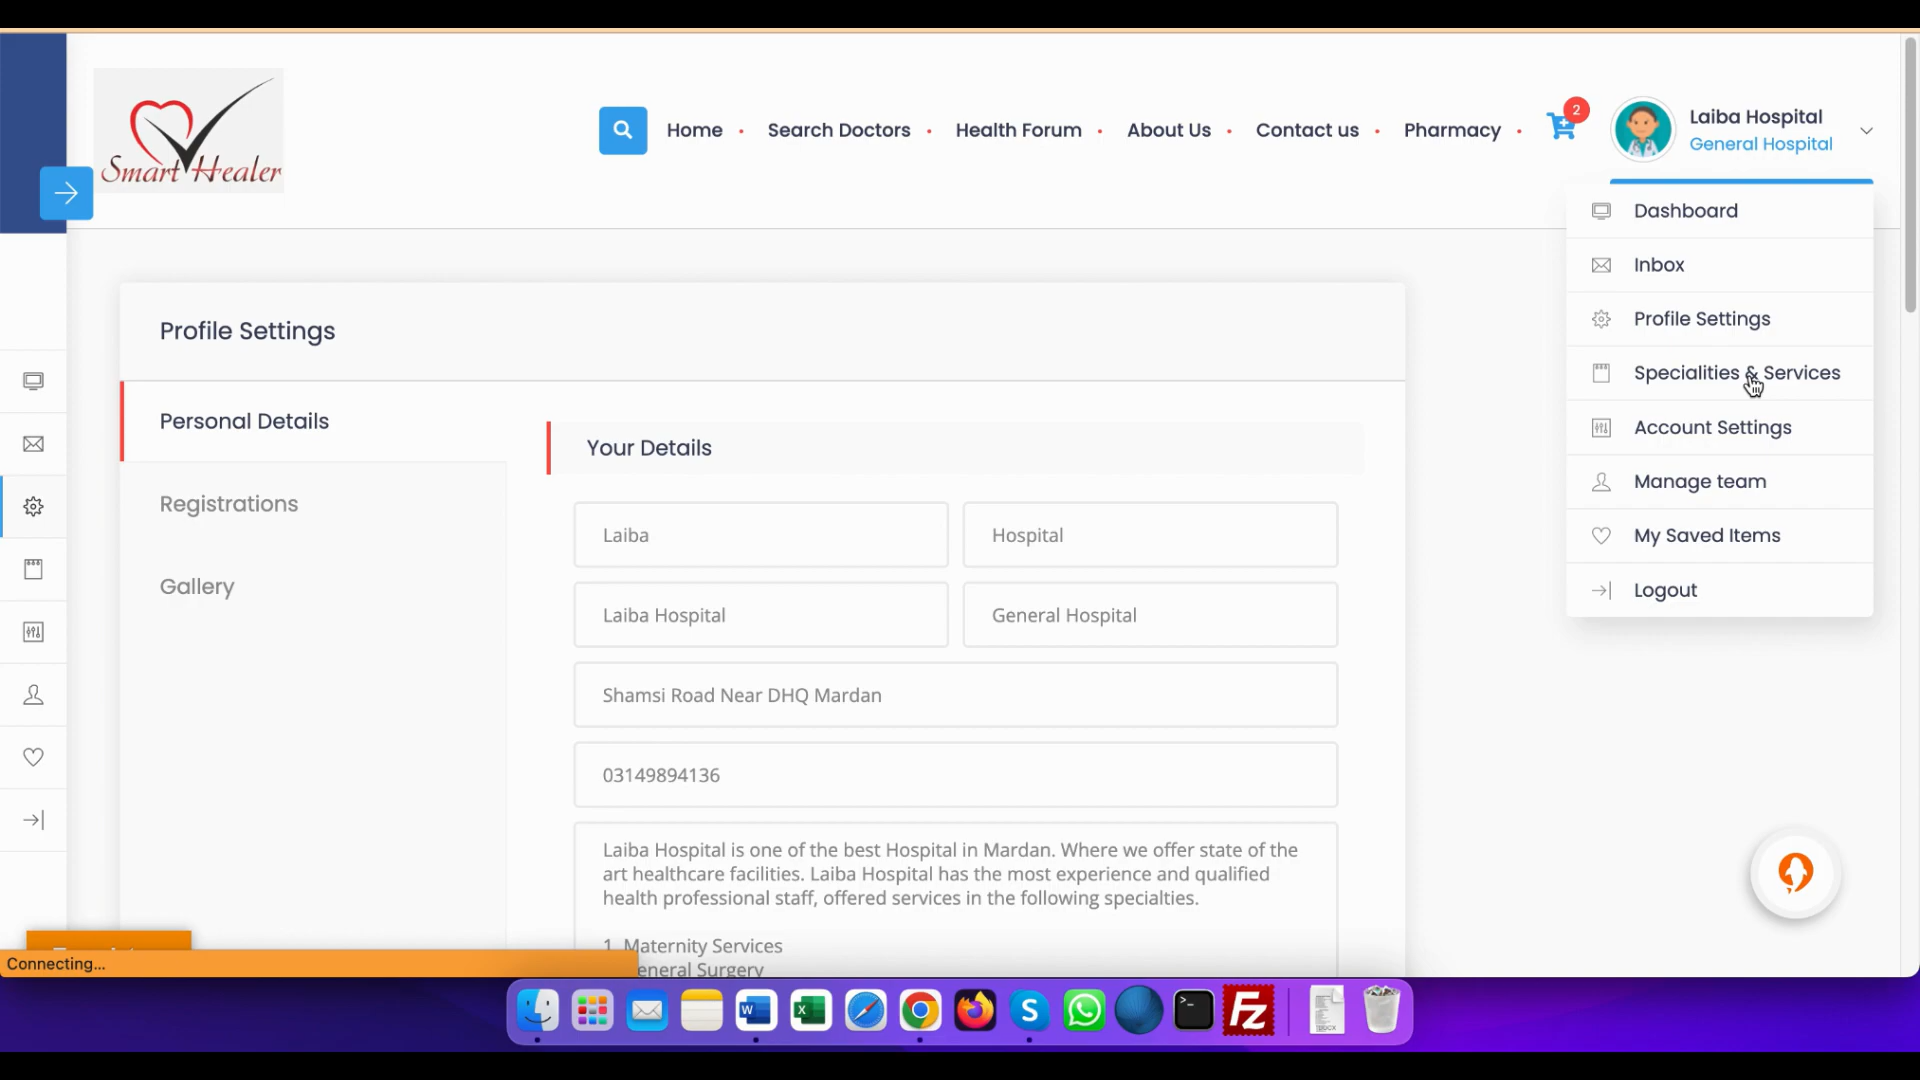 Smart Healer
Home
Search Doctors
Health Forum
About Us
Contact us
Pharmacy
2
Laiba Hospital
General Hospital
Dashboard
Inbox
Profile Settings
Specialities & Services
Account Settings
Manage team
My Saved Items
Logout
Profile Settings
Personal Details
Registrations
Gallery
Your Details
Laiba
Hospital
Laiba Hospital
General Hospital
Shamsi Road Near DHQ Mardan
03149894136
Laiba Hospital is one of the best Hospital in Mardan. Where we offer state of the
art healthcare facilities. Laiba Hospital has the most experience and qualified
health professional staff, offered services in the following specialties.
1. Maternity Services
eneral Surgery
Connecting...
W
X
S
Fz
DOCX